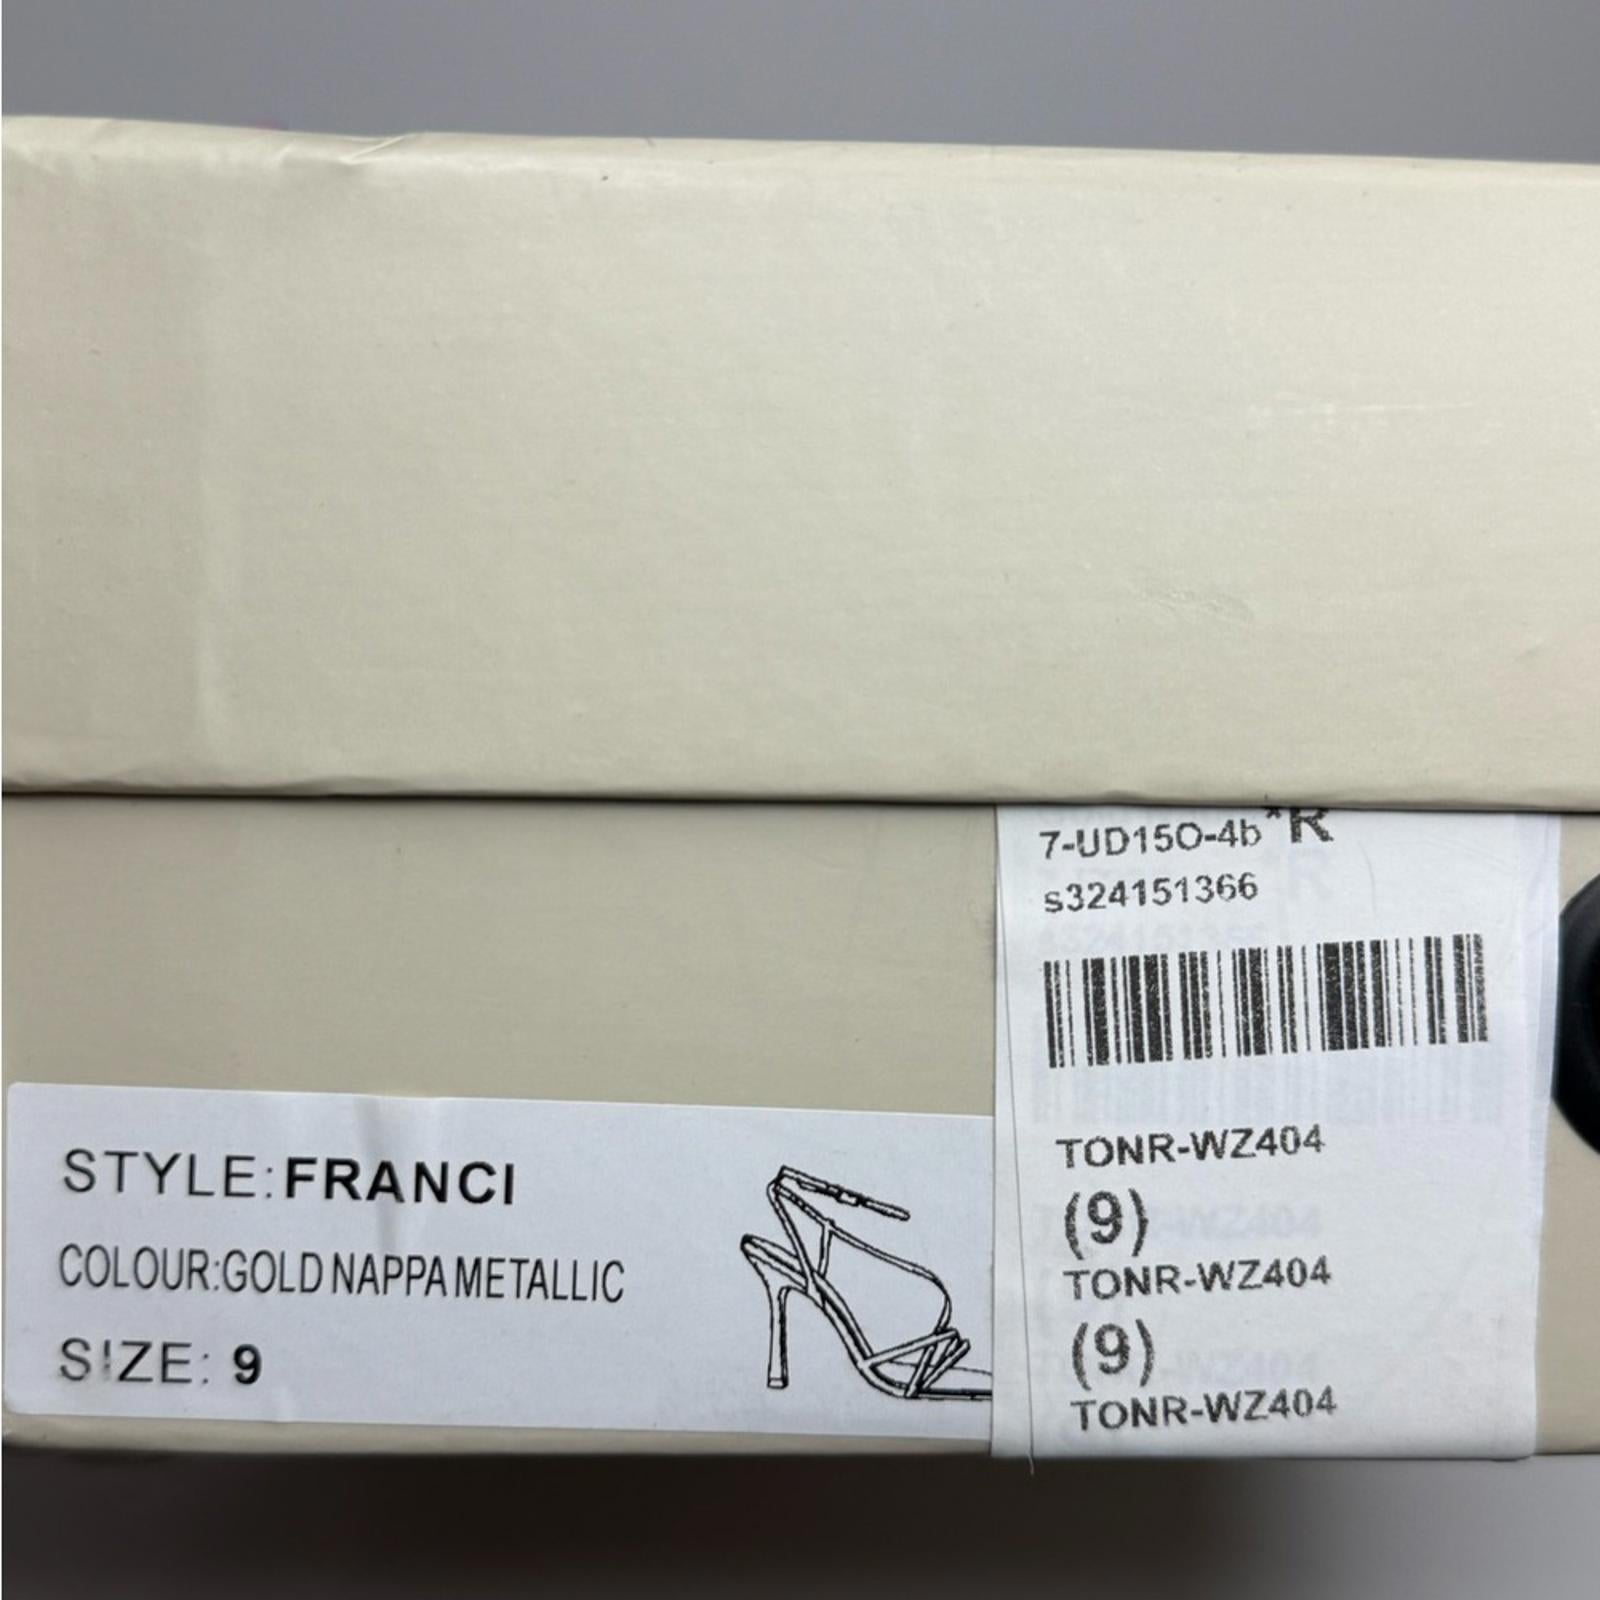 7-UD15O-4b*R
s324151366
STYLE:FRANCI
COLOUR:GOLD NAPPA METALLIC
SIZE: 9
TONR-WZ404
(9)
TONR-WZ404
(9)
TONR-WZ404